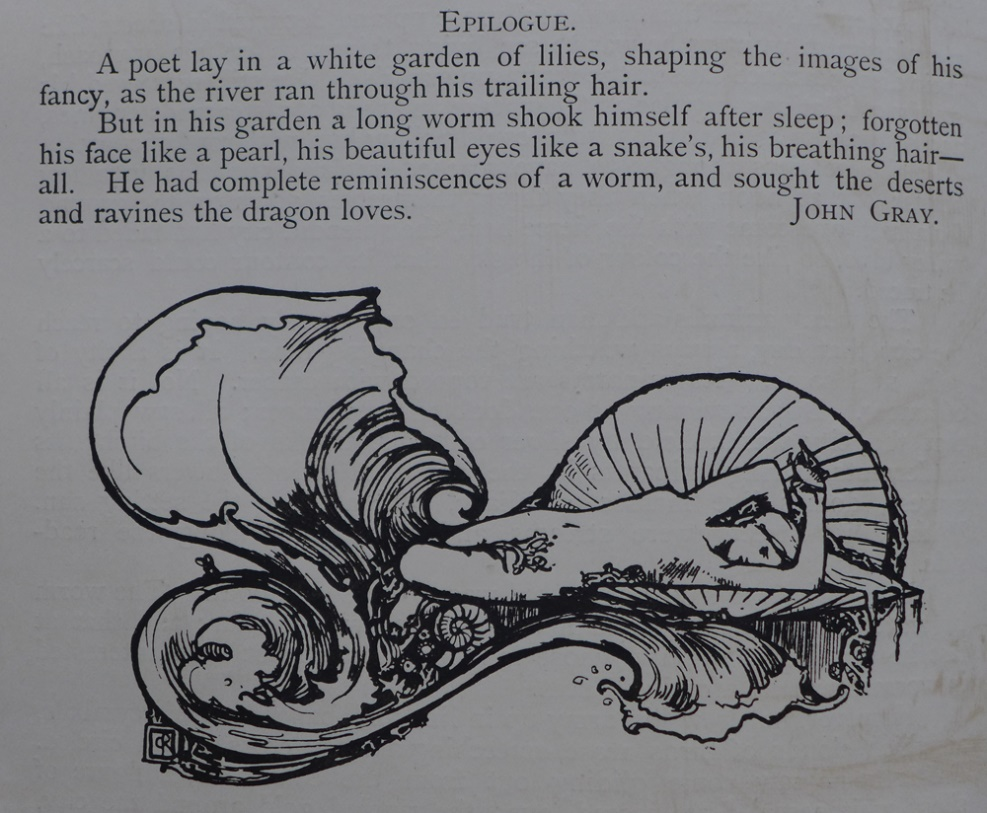 EPILOGUE.
A poet lay in a white garden of lilies, shaping the images of his
fancy, as the river ran through his trailing hair.
But in his garden a long worm shook himself after sleep; forgotten
his face like a pearl, his beautiful eyes like a snake's, his breathing hair—
all. He had complete reminiscences of a worm, and sought the deserts
and ravines the dragon loves. JOHN GRAY.
CR